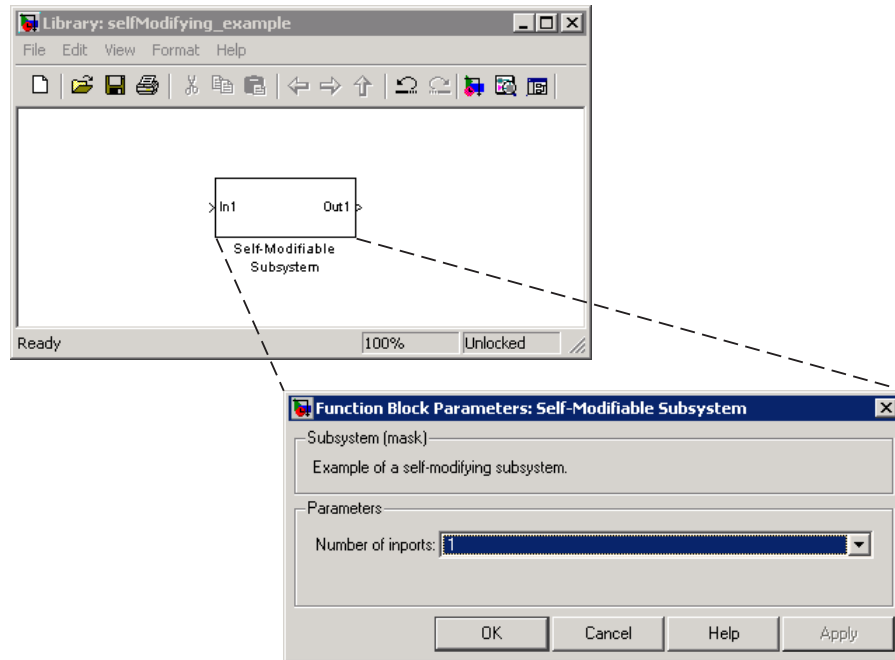 Library: selfModifying_example
File Edit View Format Help
In1 Out1
Self-Modifiable
Subsystem
Ready 100% Unlocked
Function Block Parameters: Self-Modifiable Subsystem
Subsystem (mask)
Example of a self-modifying subsystem.
Parameters
Number of inports: 1
OK Cancel Help Apply